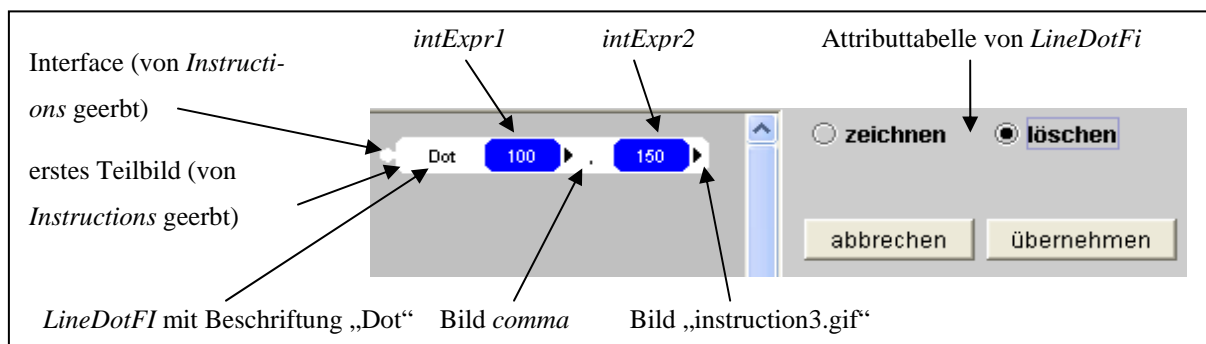 intExpr1 intExpr2 Attributtabelle von LineDotFi
Interface (von Instructi-
ons geerbt)
erstes Teilbild (von
Instructions geerbt)
Dot 100 , 150
zeichnen löschen
abbrechen übernehmen
LineDotFI mit Beschriftung „Dot“ Bild comma Bild „instruction3.gif“